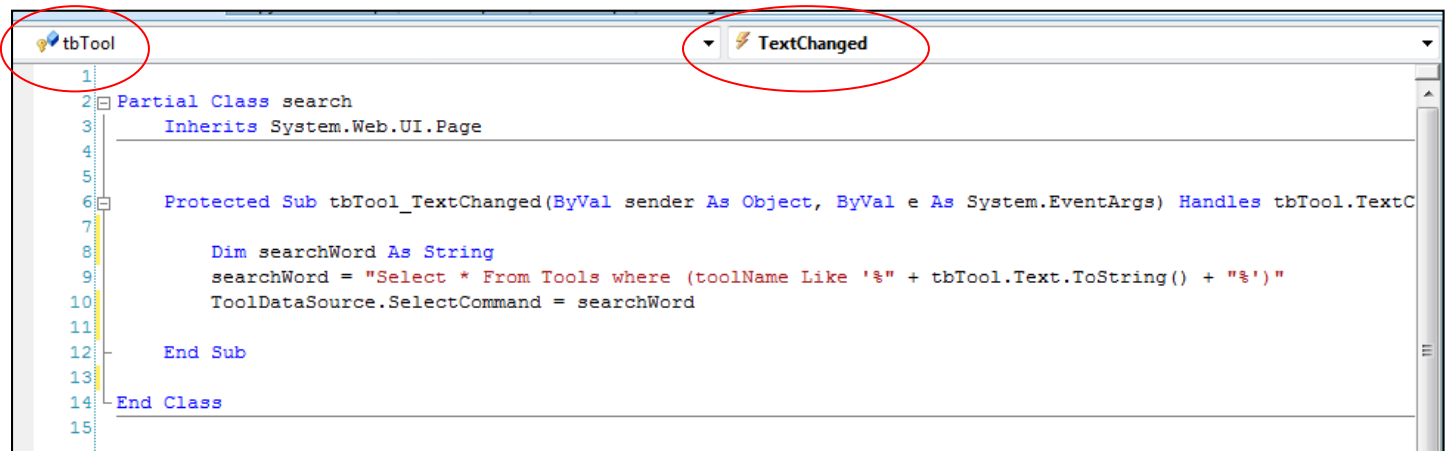 tbTool TextChanged
1
2 Partial Class search
3 Inherits System.Web.UI.Page
4
5
6 Protected Sub tbTool_TextChanged(ByVal sender As Object, ByVal e As System.EventArgs) Handles tbTool.TextC
7
8 Dim searchWord As String
9 searchWord = "Select * From Tools where (toolName Like '%" + tbTool.Text.ToString() + "%')"
10 ToolDataSource.SelectCommand = searchWord
11
12 End Sub
13
14 End Class
15